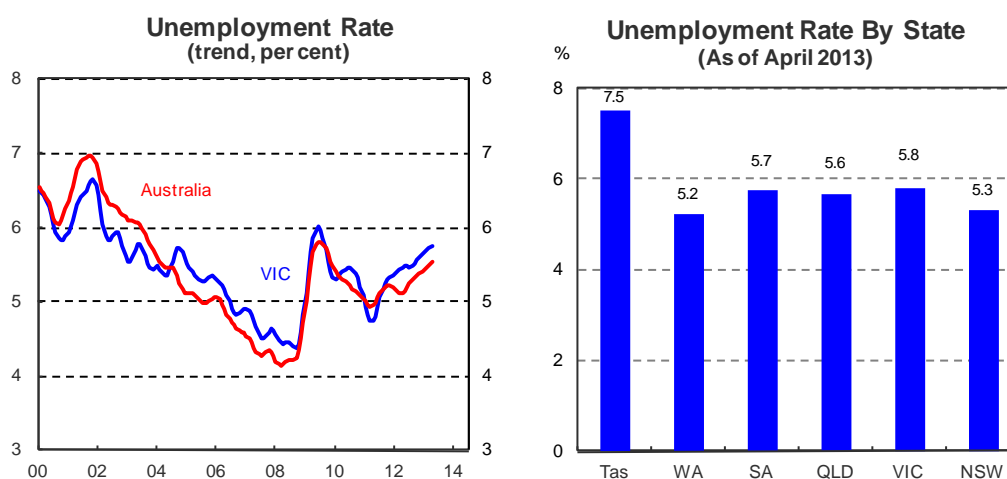 Unemployment Rate
(trend, per cent)
8 8
7 7
Australia
6 6
VIC
5 5
4 4
3 3
00 02 04 06 08 10 12 14
Unemployment Rate By State
(As of April 2013)
%
8
7.5
6
5.2
5.7
5.6
5.8
5.3
4
2
0
Tas WA SA QLD VIC NSW